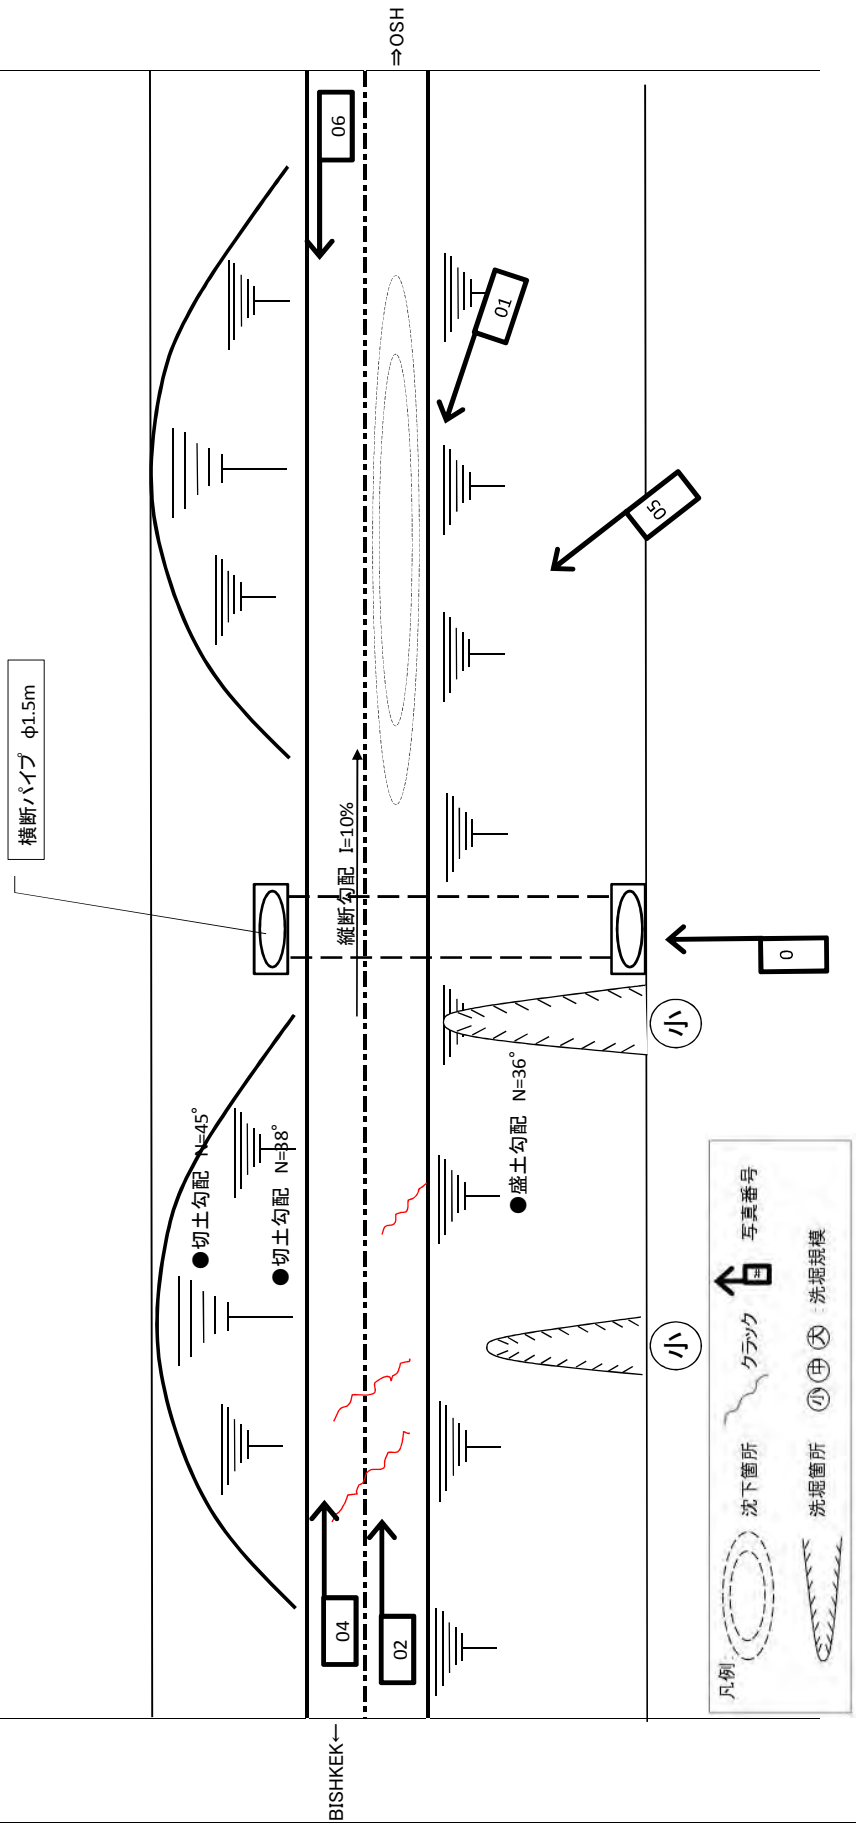 横断パイプ φ1.5m
BISHKEK←
⇒OSH
06
01
05
縦断勾配 I=10%
0
●切土勾配 N=45°
●切土勾配 N=38°
●盛土勾配 N=36°
小
小
04
02
凡例:
沈下箇所
クラック
#
写真番号
洗堀箇所
小 中 大 : 洗堀規模